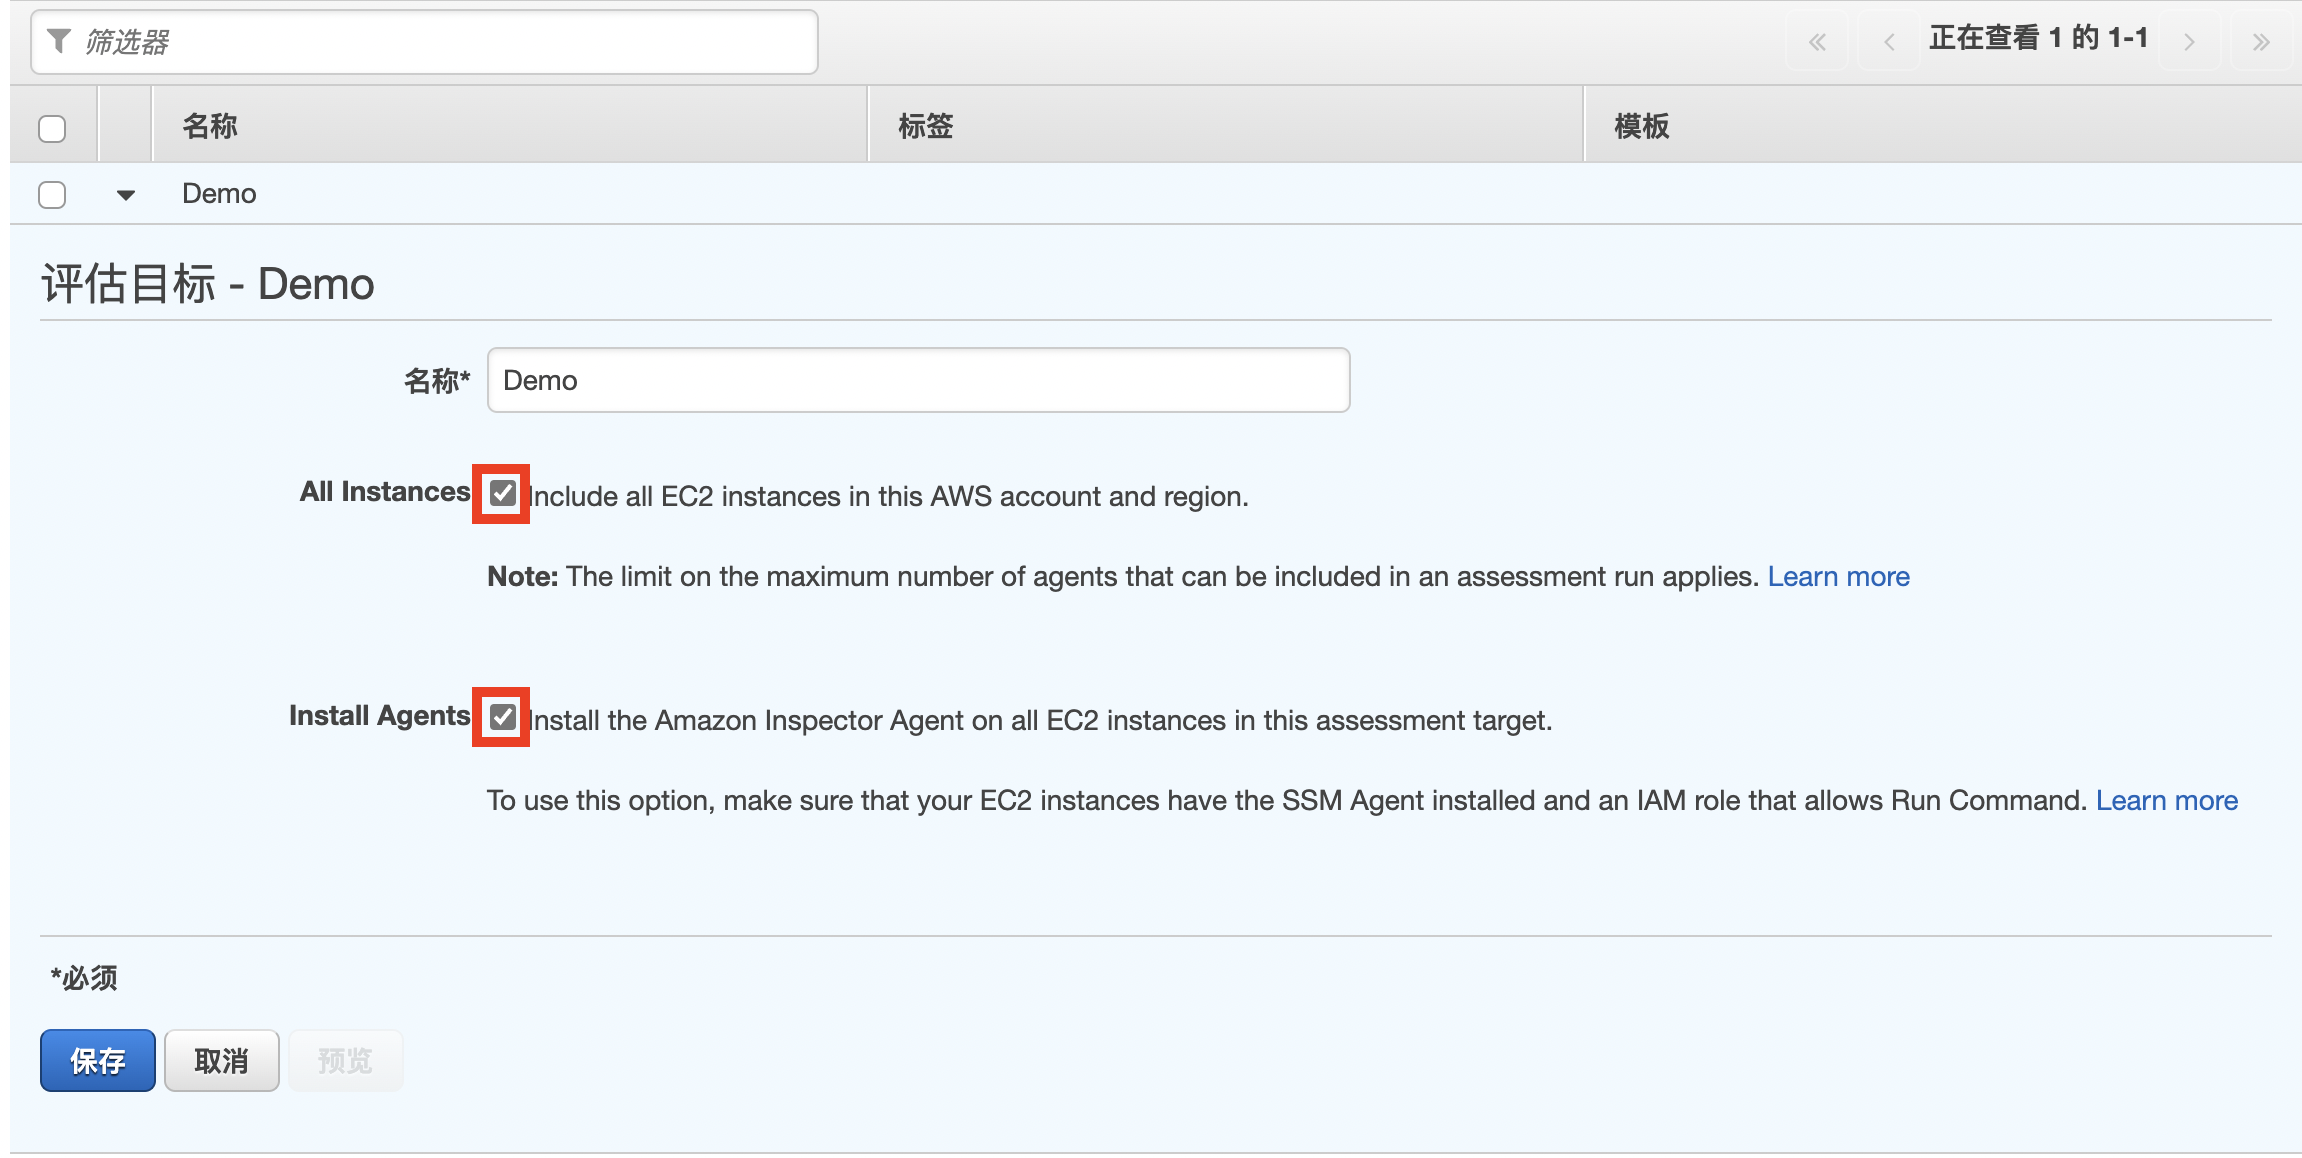 筛选器
正在查看 1 的 1-1
名称 标签 模板
Demo
评估目标 - Demo
名称* Demo
All Instances Include all EC2 instances in this AWS account and region.
Note: The limit on the maximum number of agents that can be included in an assessment run applies. Learn more
Install Agents Install the Amazon Inspector Agent on all EC2 instances in this assessment target.
To use this option, make sure that your EC2 instances have the SSM Agent installed and an IAM role that allows Run Command. Learn more
*必须
保存 取消 预览